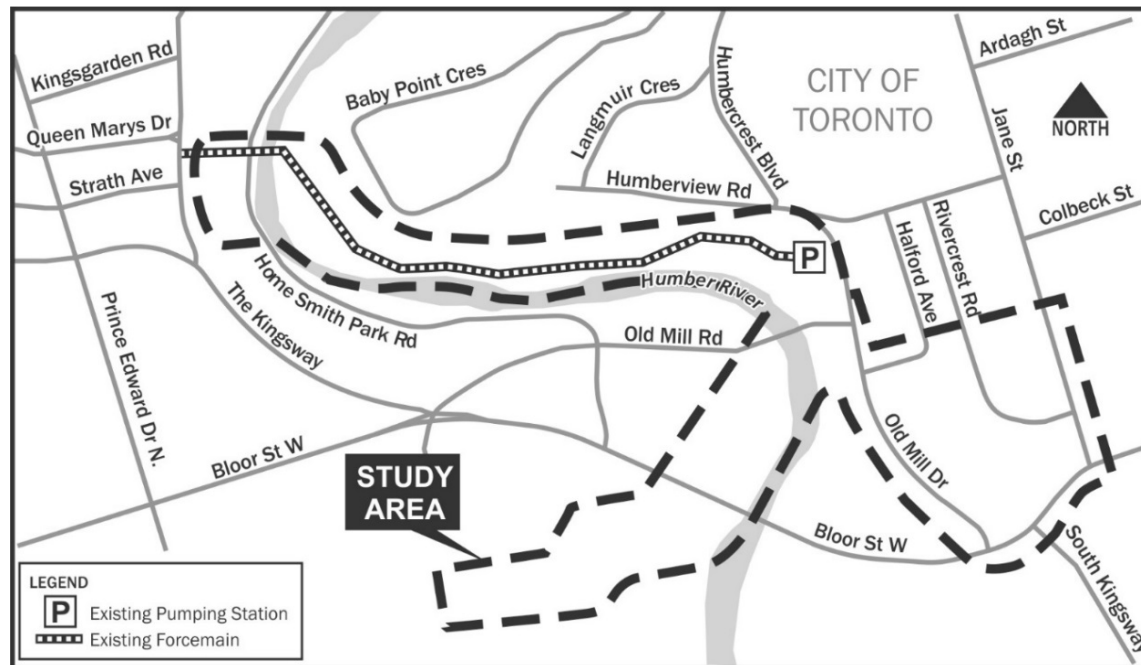 Kingsgarden Rd
Queen Marys Dr
Strath Ave
Prince Edward Dr N.
The Kingsway
Home Smith Park Rd
Bloor St W
Baby Point Cres
Langmuir Cres
Humbercrest Blvd
Humberview Rd
CITY OF
TORONTO
Ardagh St
Jane St
NORTH
Colbeck St
Halford Ave
Rivercrest Rd
Humber River
Old Mill Rd
Old Mill Dr
Bloor St W
South Kingsway
STUDY
AREA
LEGEND
P Existing Pumping Station
Existing Forcemain
P